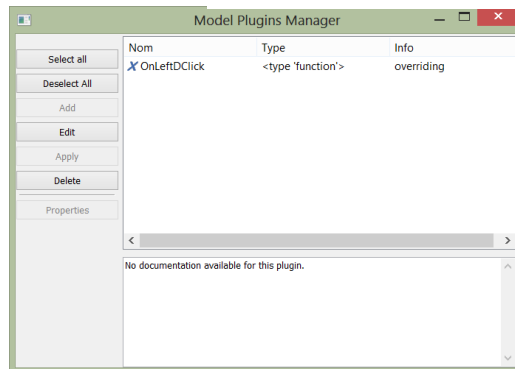 Model Plugins Manager
Select all
Deselect All
Add
Edit
Apply
Delete
Properties
Nom Type Info
OnLeftDClick <type 'function'> overriding
No documentation available for this plugin.